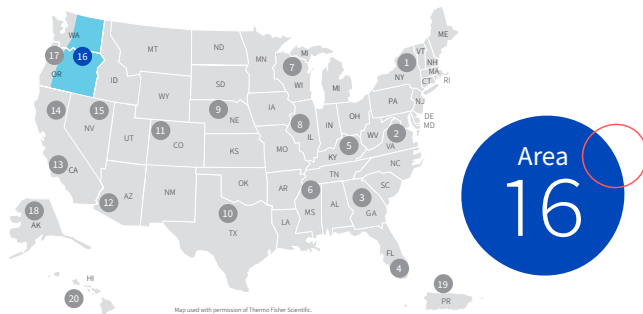 ME
WA
ND
MT
VT
MN
MI
17
16
1
NH
OR
7
MA
NY
ID
SD
WI
MI
CT
RI
WY
PA
NJ
14
15
9
IA
OH
DE
NE
8
IN
MD
NV
11
IL
WV
2
UT
CO
5
VA
KS
MO
KY
13
CA
NC
TN
OK
AR
SC
12
AZ
NM
6
3
18
10
MS
AL
GA
AK
TX
LA
FL
4
HI
19
20
PR
Map used with permission of Thermo Fisher Scientific.
Area
16